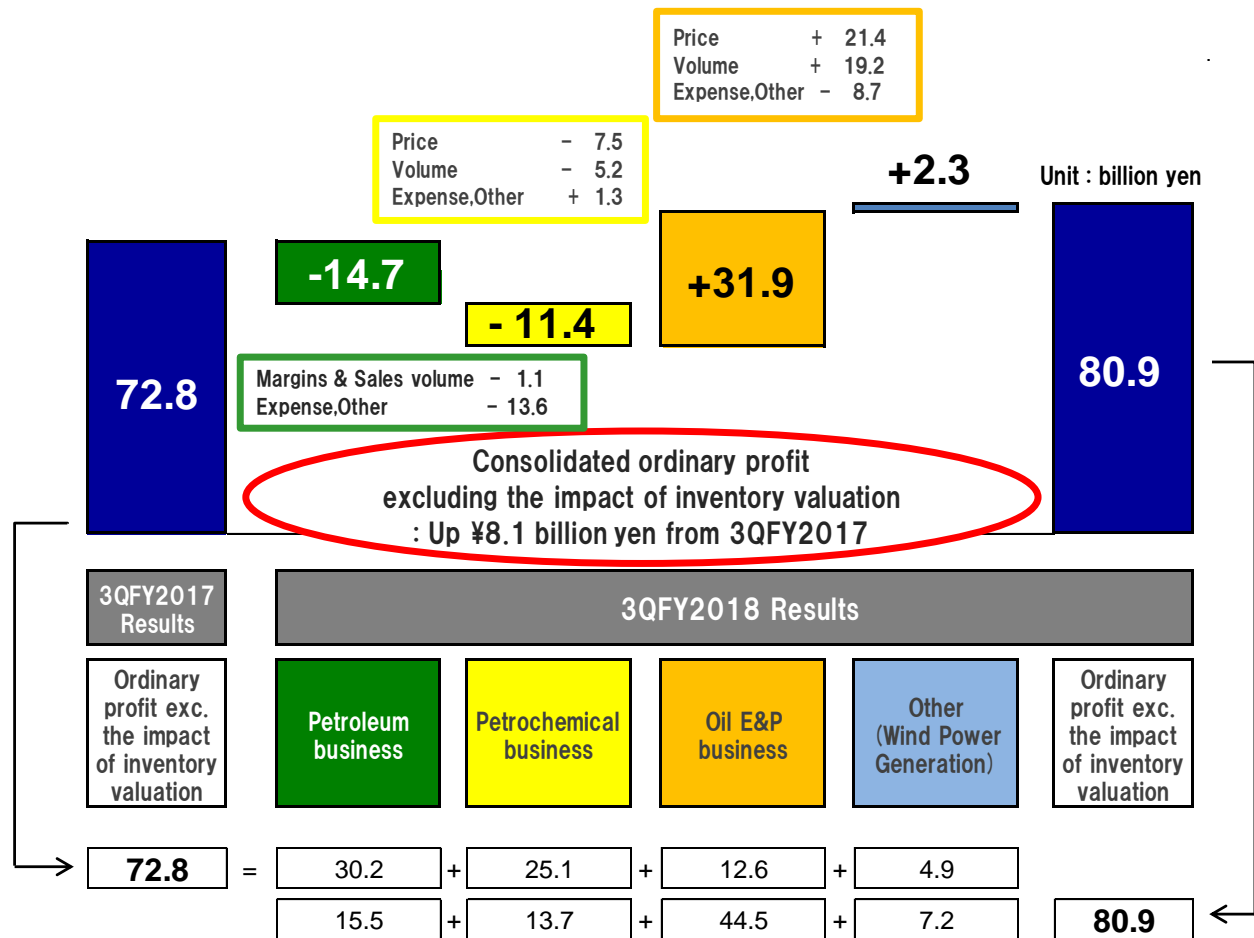 Price + 21.4
Volume + 19.2
Expense,Other - 8.7
Price - 7.5
Volume - 5.2
Expense,Other + 1.3
+2.3
Unit : billion yen
72.8
-14.7
- 11.4
+31.9
80.9
Margins & Sales volume - 1.1
Expense,Other - 13.6
Consolidated ordinary profit
excluding the impact of inventory valuation
: Up ¥8.1 billion yen from 3QFY2017
3QFY2017
Results
3QFY2018 Results
Ordinary
profit exc.
the impact
of inventory
valuation
Petroleum
business
Petrochemical
business
Oil E&P
business
Other
(Wind Power
Generation)
Ordinary
profit exc.
the impact
of inventory
valuation
72.8 = 30.2 + 25.1 + 12.6 + 4.9
15.5 + 13.7 + 44.5 + 7.2 80.9